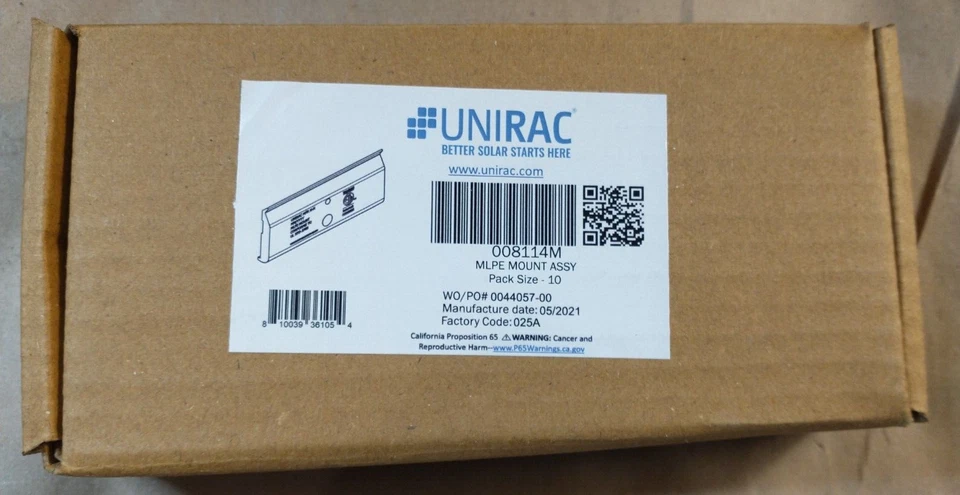 UNIRAC®
BETTER SOLAR STARTS HERE
www.unirac.com
008114M
MLPE MOUNT ASSY
Pack Size - 10
WO/PO# 0044057-00
Manufacture date: 05/2021
Factory Code: 025A
8 10039 36105 4
California Proposition 65 ⚠WARNING: Cancer and
Reproductive Harm—www.P65Warnings.ca.gov